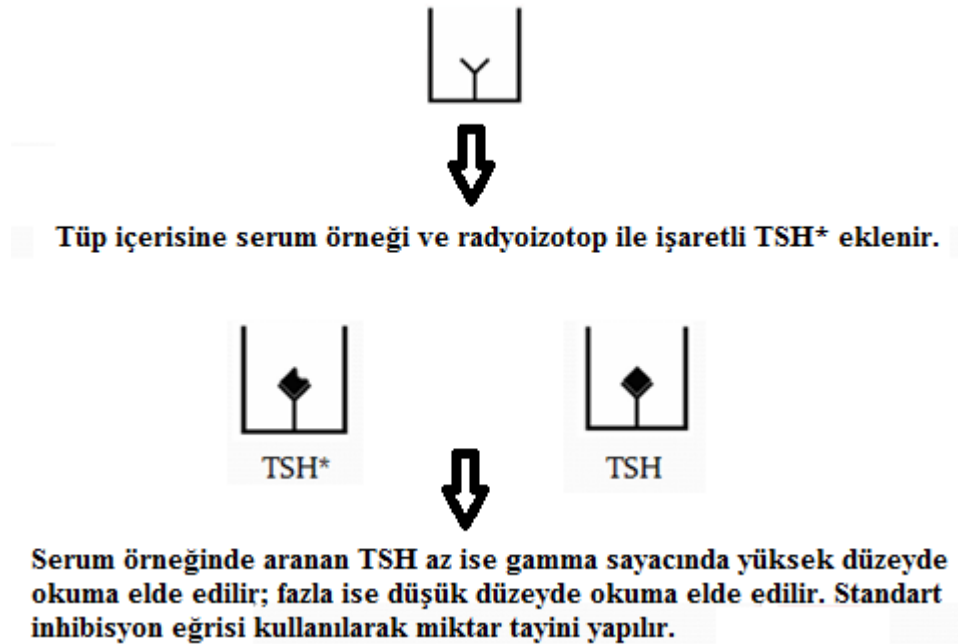 Tüp içerisine serum örneği ve radyoizotop ile işaretli TSH* eklenir.
TSH*
TSH
Serum örneğinde aranan TSH az ise gamma sayacında yüksek düzeyde
okuma elde edilir; fazla ise düşük düzeyde okuma elde edilir. Standart
inhibisyon eğrisi kullanılarak miktar tayini yapılır.